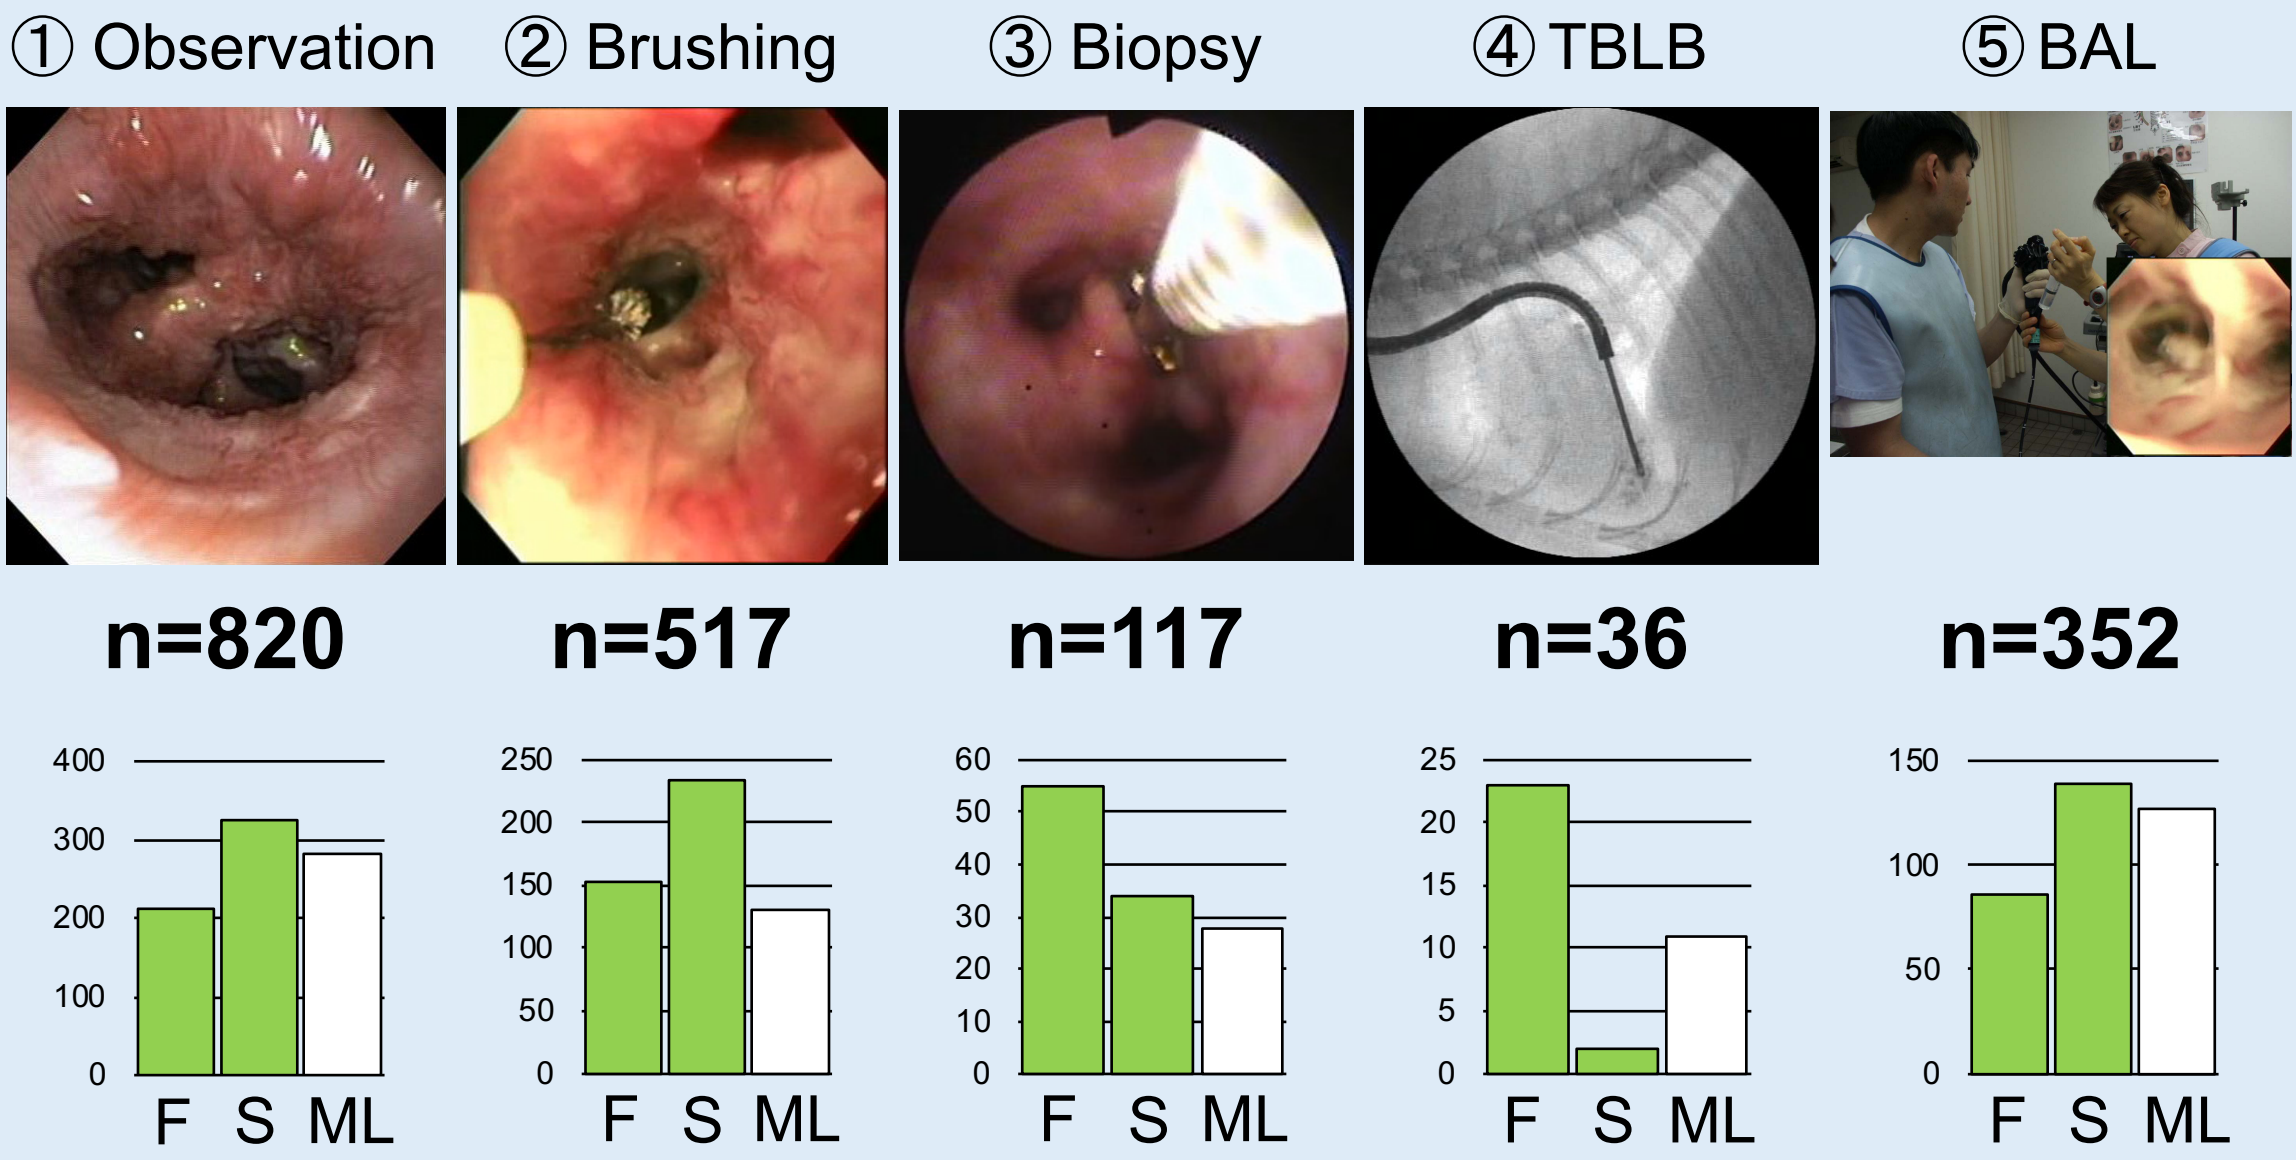 ① Observation
② Brushing
③ Biopsy
④ TBLB
⑤ BAL
n=820
n=517
n=117
n=36
n=352
400
300
200
100
0
F S ML
250
200
150
100
50
0
F S ML
60
50
40
30
20
10
0
F S ML
25
20
15
10
5
0
F S ML
150
100
50
0
F S ML